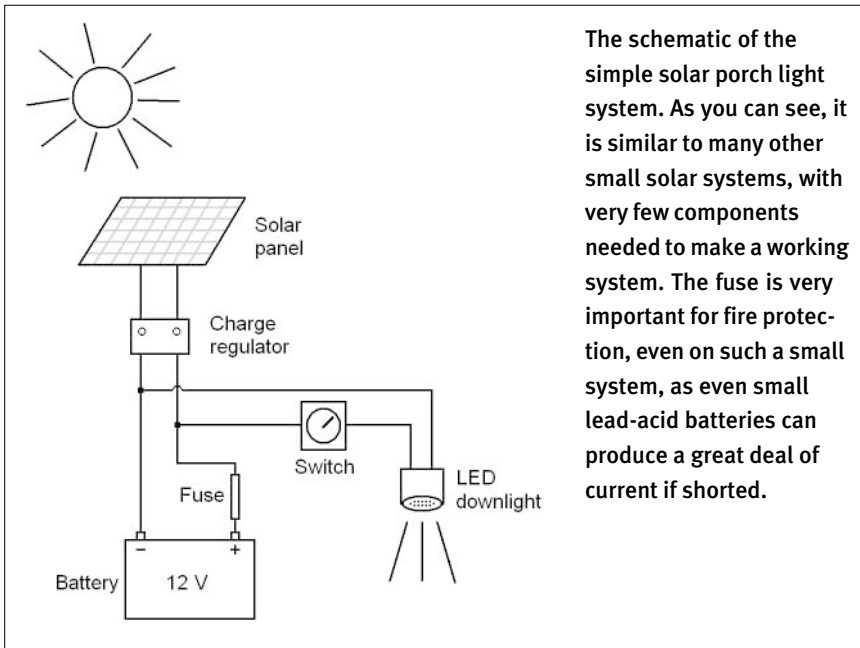 The schematic of the
simple solar porch light
system. As you can see, it
is similar to many other
small solar systems, with
very few components
needed to make a working
system. The fuse is very
important for fire protec-
tion, even on such a small
system, as even small
lead-acid batteries can
produce a great deal of
current if shorted.
Solar
panel
Charge
regulator
Switch
LED
downlight
Fuse
− +
Battery
12 V